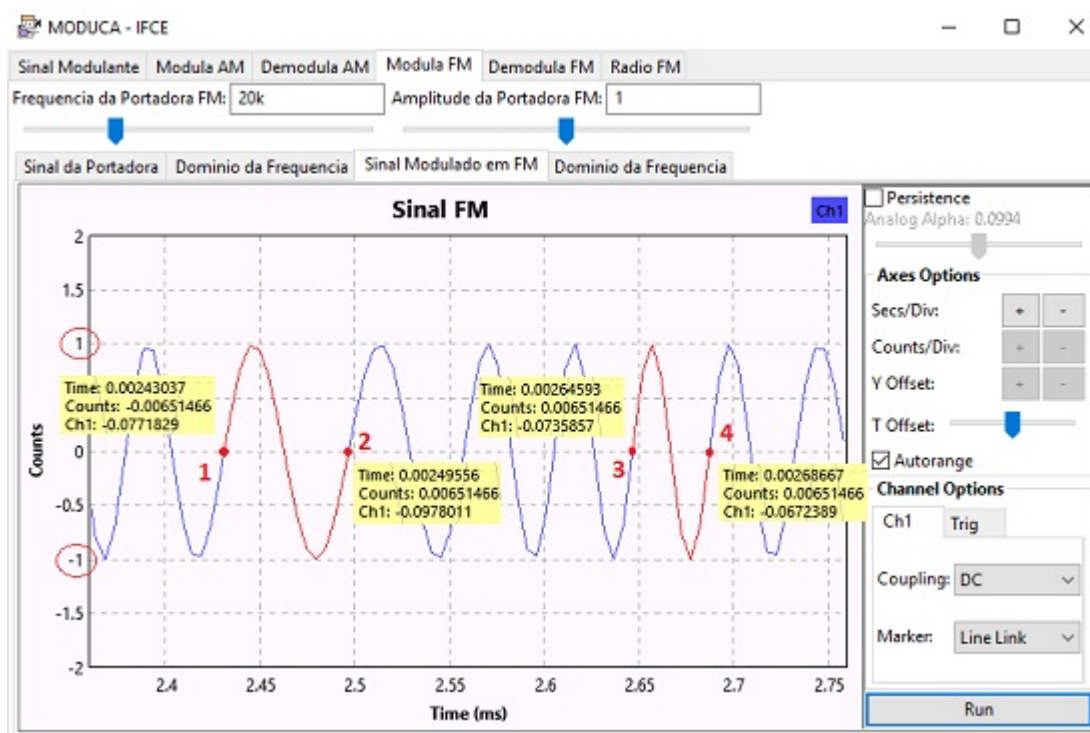 MODUCA - IFCE
Sinal Modulante Modula AM Demodula AM Modula FM Demodula FM Radio FM
Frequencia da Portadora FM: 20k Amplitude da Portadora FM: 1
Sinal da Portadora Dominio da Frequencia Sinal Modulado em FM Dominio da Frequencia
Sinal FM
Ch1
2
1.5
1
0
-0.5
-1
-1.5
-2
Counts
Time: 0.00243037
Counts: -0.00651466
Ch1: -0.0771829
1
2
Time: 0.00249556
Counts: 0.00651466
Ch1: -0.0978011
Time: 0.00264593
Counts: 0.00651466
Ch1: -0.0735857
3
4
Time: 0.00268667
Counts: 0.00651466
Ch1: -0.0672389
2.4 2.45 2.5 2.55 2.6 2.65 2.7 2.75
Time (ms)
Persistence
Analog Alpha: 0.0994
Axes Options
Secs/Div: + -
Counts/Div: + -
Y Offset: + -
T Offset:
Autorange
Channel Options
Ch1 Trig
Coupling: DC
Marker: Line Link
Run